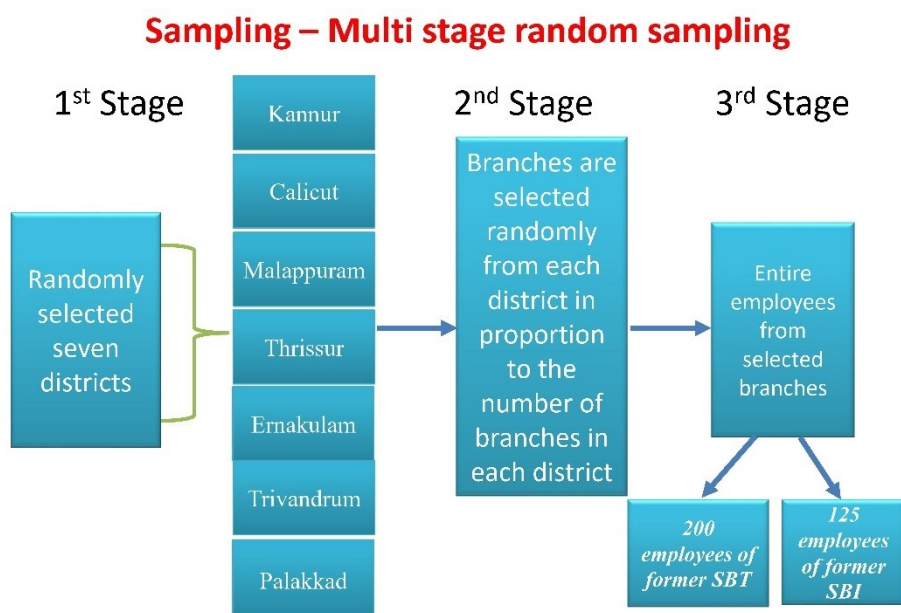 Sampling – Multi stage random sampling
1st Stage
Randomly
selected
seven
districts
Kannur
Calicut
Malappuram
Thrissur
Ernakulam
Trivandrum
Palakkad
2nd Stage
Branches are
selected
randomly
from each
district in
proportion
to the
number of
branches in
each district
3rd Stage
Entire
employees
from
selected
branches
200
employees of
former SBT
125
employees
of former
SBI